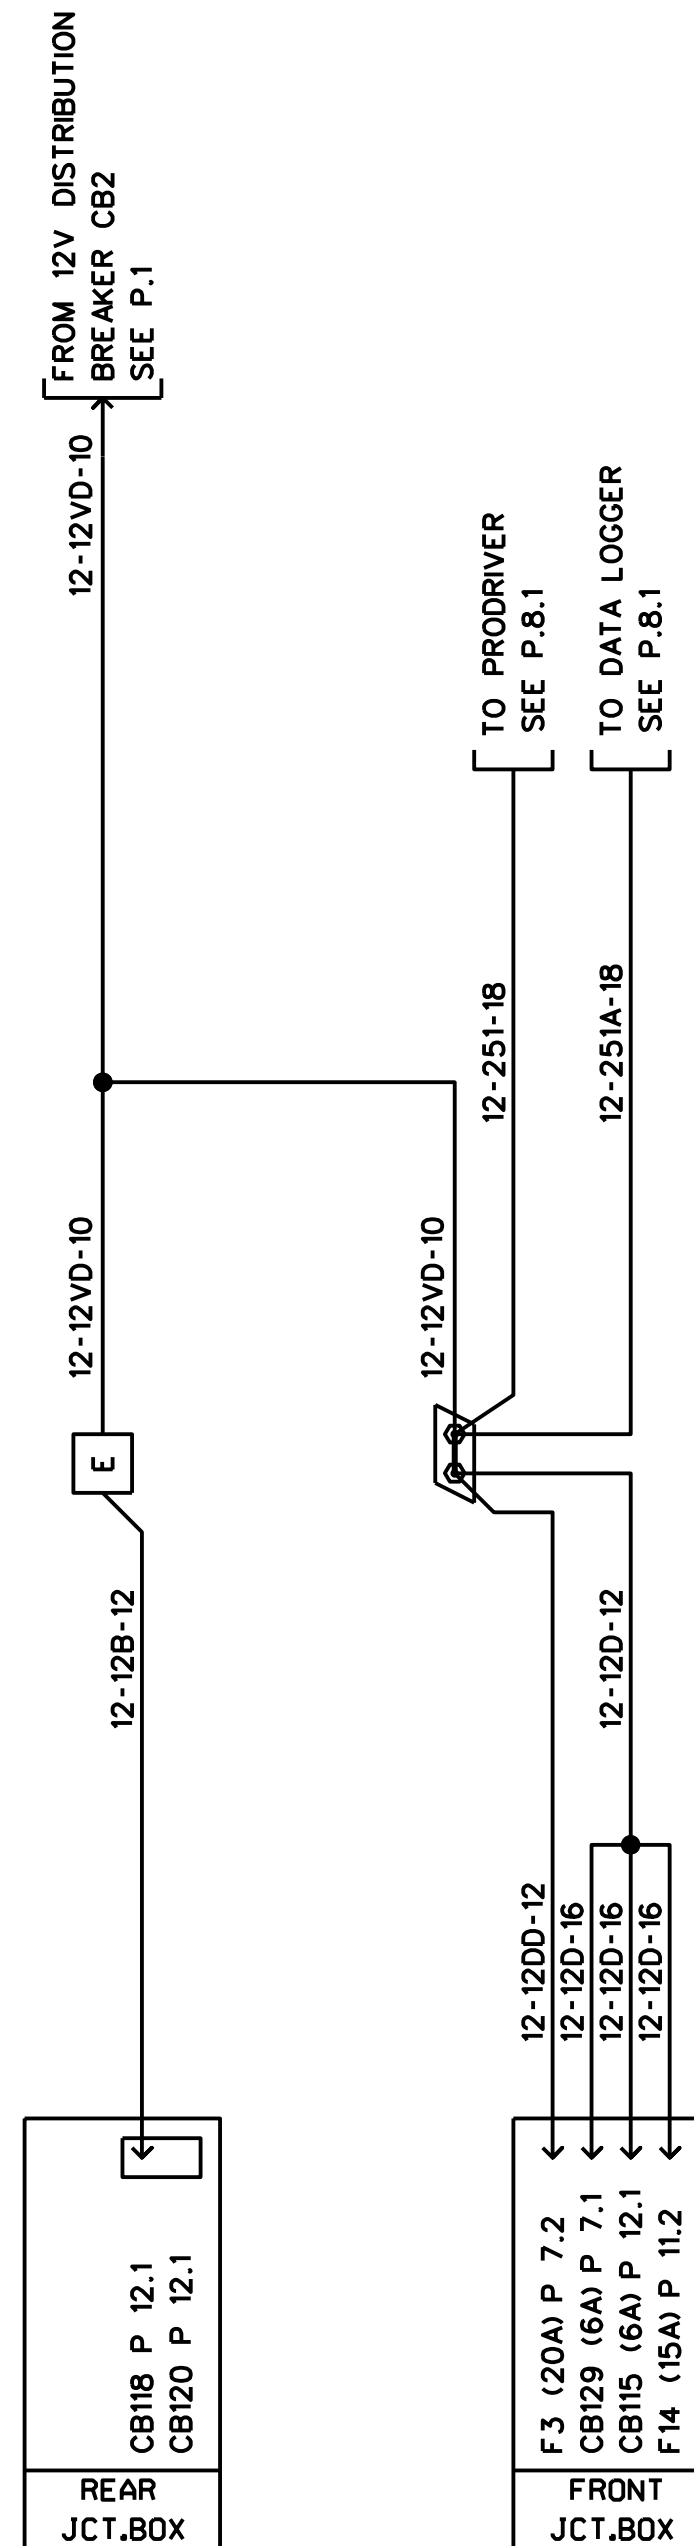 FROM 12V DISTRIBUTION
BREAKER CB2
SEE P.1
12-12VD-10
TO PRODRIVER
SEE P.8.1
TO DATA LOGGER
SEE P.8.1
12-251-18
12-251A-18
12-12VD-10
12-12VD-10
E
12-12B-12
12-12D-12
12-12DD-12
12-12D-16
12-12D-16
12-12D-16
CB118 P 12.1
CB120 P 12.1
F3 (20A) P 7.2
CB129 (6A) P 7.1
CB115 (6A) P 12.1
F14 (15A) P 11.2
REAR
JCT.BOX
FRONT
JCT.BOX